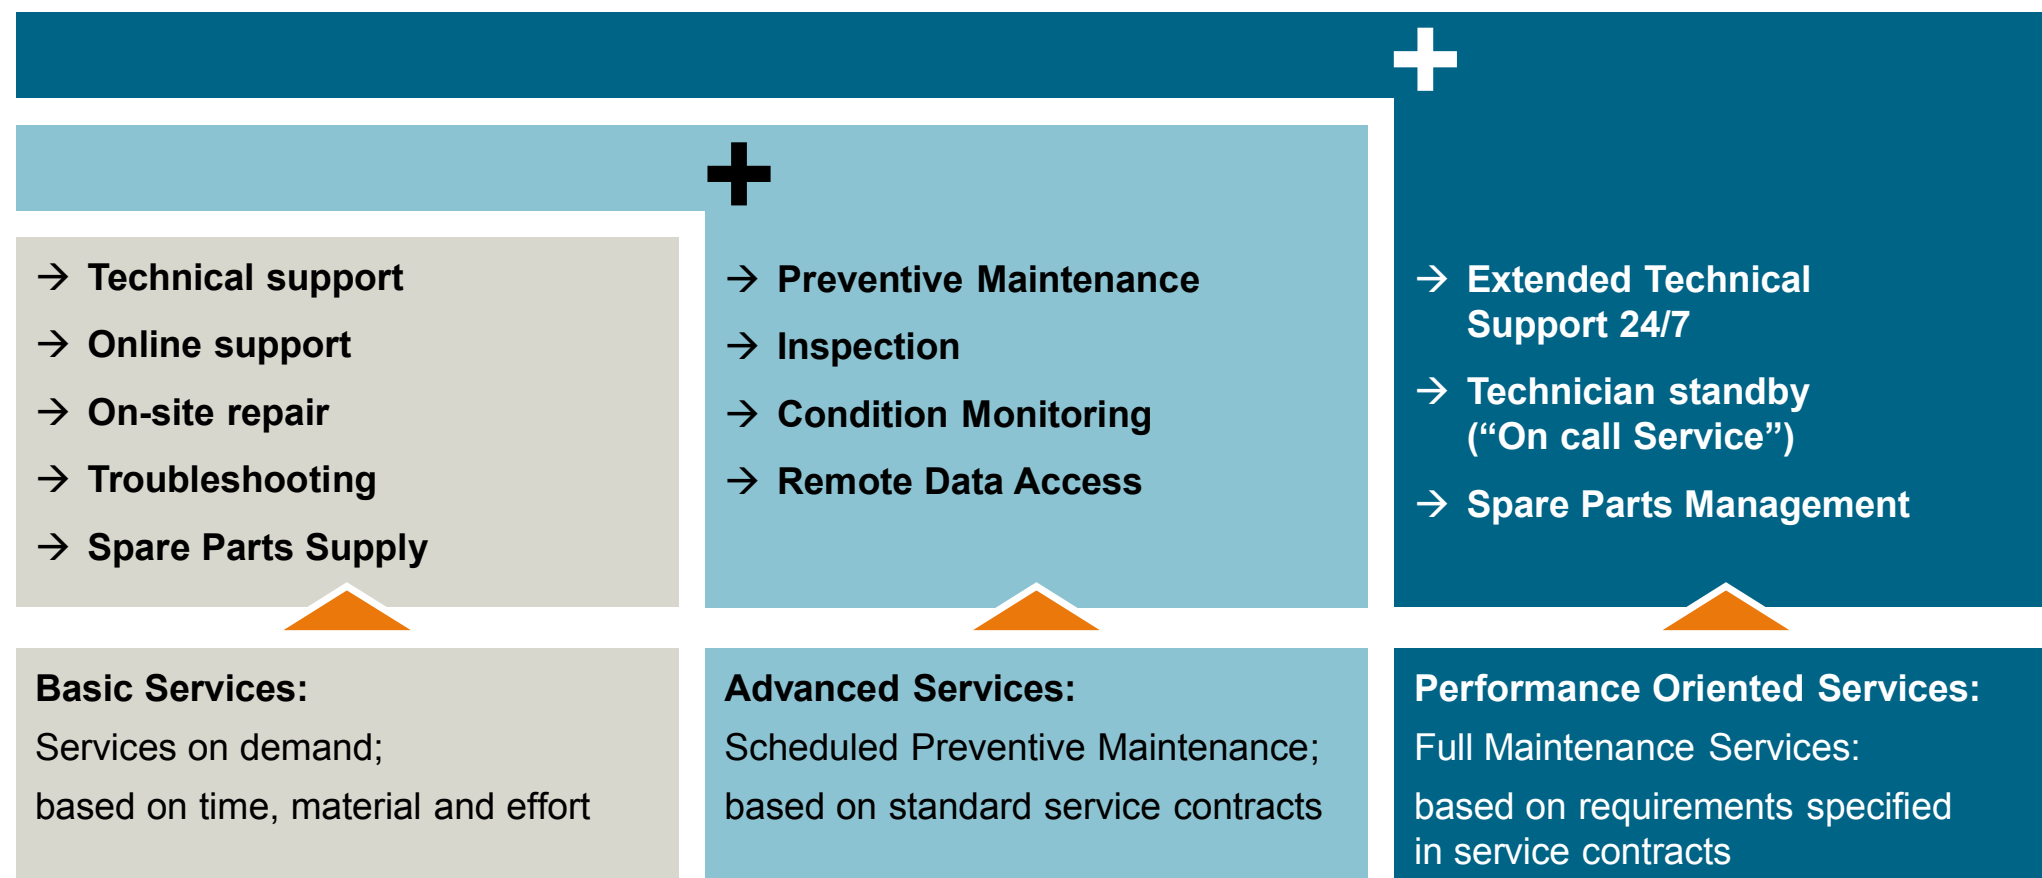 +
+
→ Technical support
→ Online support
→ On-site repair
→ Troubleshooting
→ Spare Parts Supply
→ Preventive Maintenance
→ Inspection
→ Condition Monitoring
→ Remote Data Access
→ Extended Technical
Support 24/7
→ Technician standby
(“On call Service”)
→ Spare Parts Management
Basic Services:
Services on demand;
based on time, material and effort
Advanced Services:
Scheduled Preventive Maintenance;
based on standard service contracts
Performance Oriented Services:
Full Maintenance Services:
based on requirements specified
in service contracts